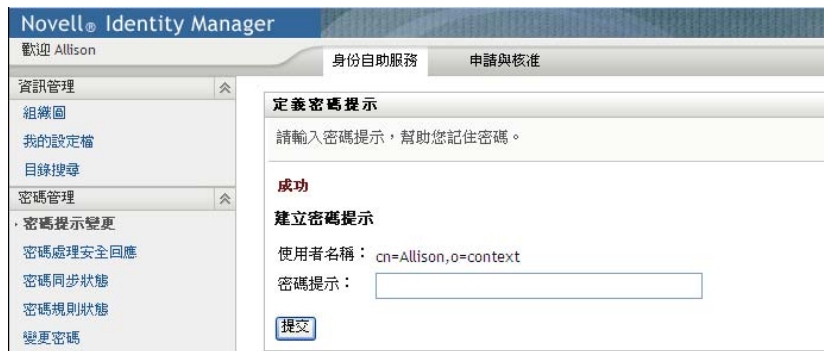 Novell® Identity Manager
歡迎 Allison
身份自助服務
申請與核准
資訊管理
組織圖
我的設定檔
目錄搜尋
密碼管理
密碼提示變更
密碼處理安全回應
密碼同步狀態
密碼規則狀態
變更密碼
定義密碼提示
請輸入密碼提示，幫助您記住密碼。
成功
建立密碼提示
使用者名稱： cn=Allison,o=context
密碼提示：
提交